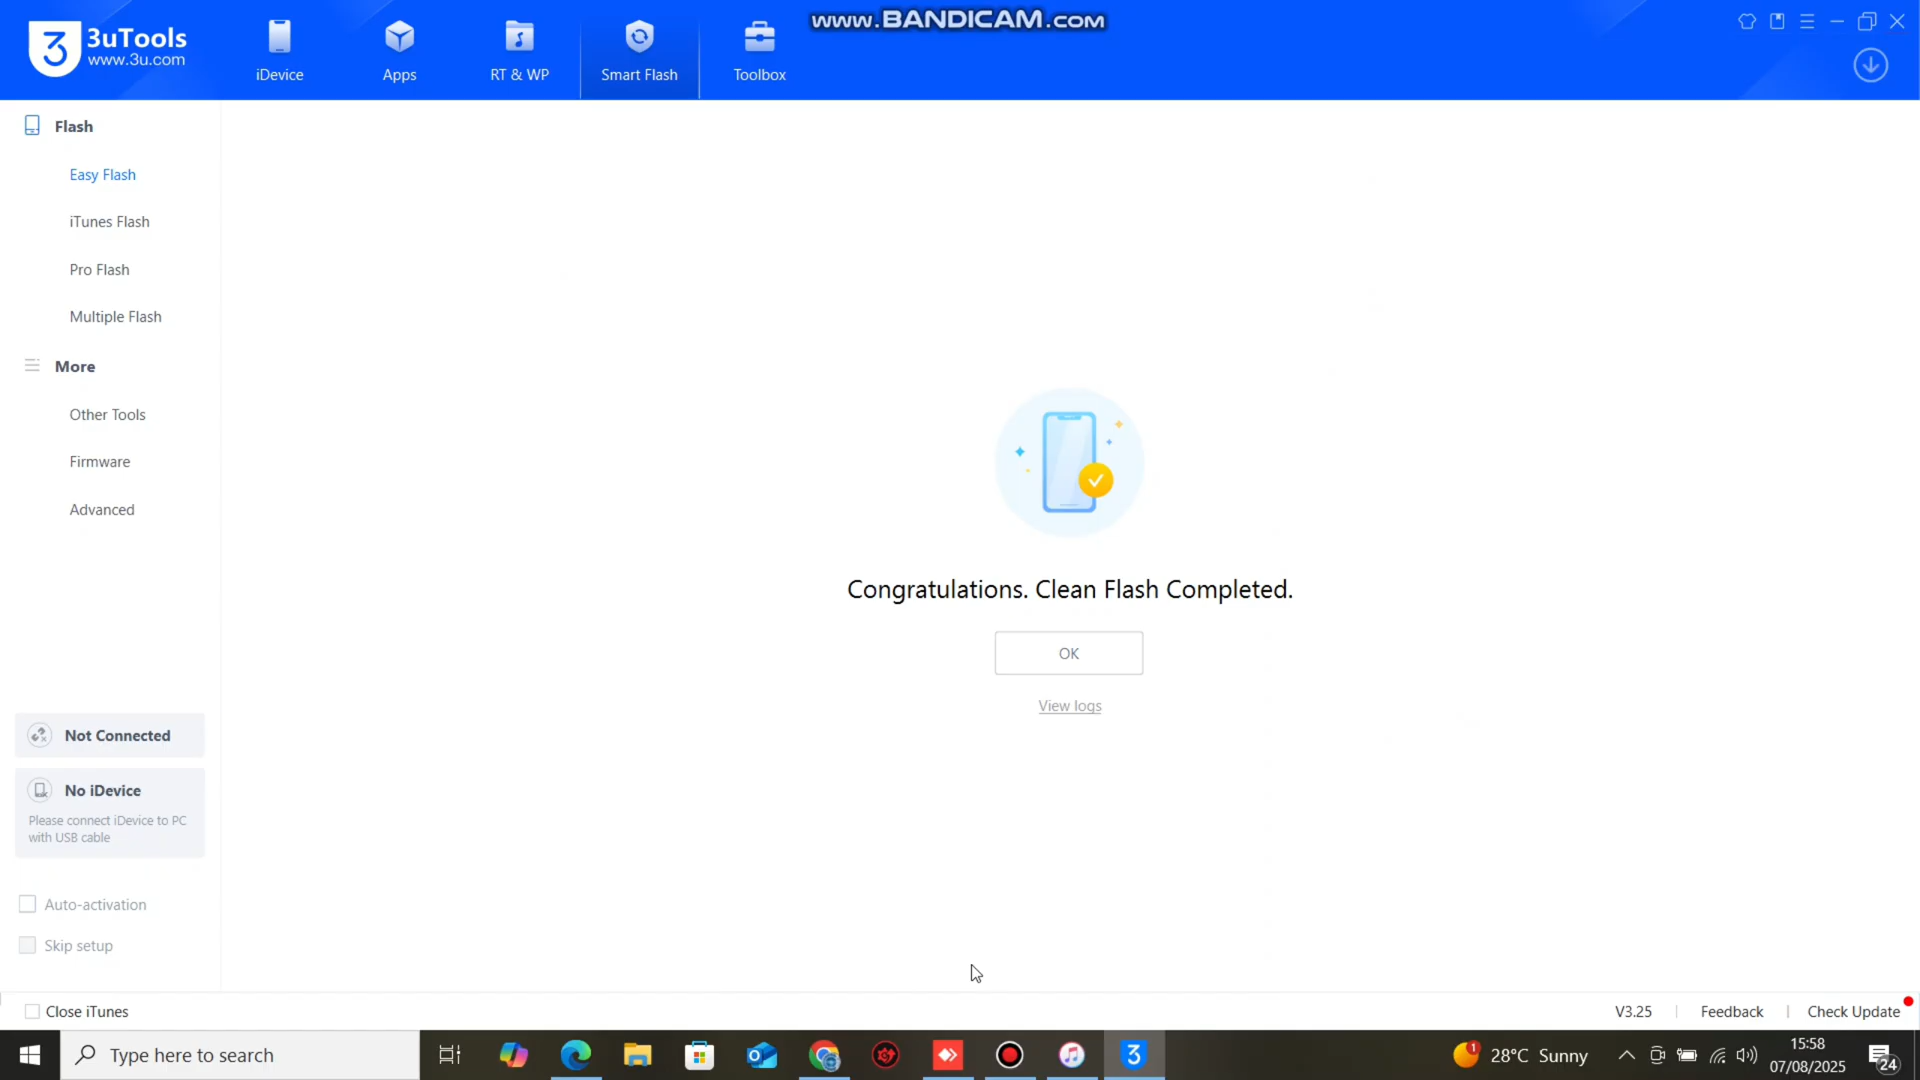 3uTools
www.3u.com
iDevice
Apps
RT & WP
Smart Flash
Toolbox
www.BANDICAM.com
Flash
Easy Flash
iTunes Flash
Pro Flash
Multiple Flash
More
Other Tools
Firmware
Advanced
Congratulations. Clean Flash Completed.
OK
View logs
Not Connected
No iDevice
Please connect iDevice to PC
with USB cable
Auto-activation
Skip setup
Close iTunes
V3.25
Feedback
Check Update
Type here to search
1
28°C Sunny
15:58
07/08/2025
24